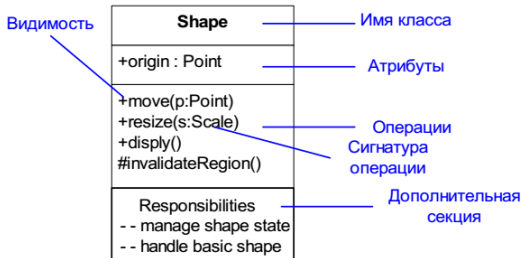 Видимость
Shape
Имя класса
+origin : Point
Атрибуты
+move(p:Point)
+resize(s:Scale)
+disply()
#invalidateRegion()
Операции
Сигнатура
операции
Responsibilities
- - manage shape state
- - handle basic shape
Дополнительная
секция